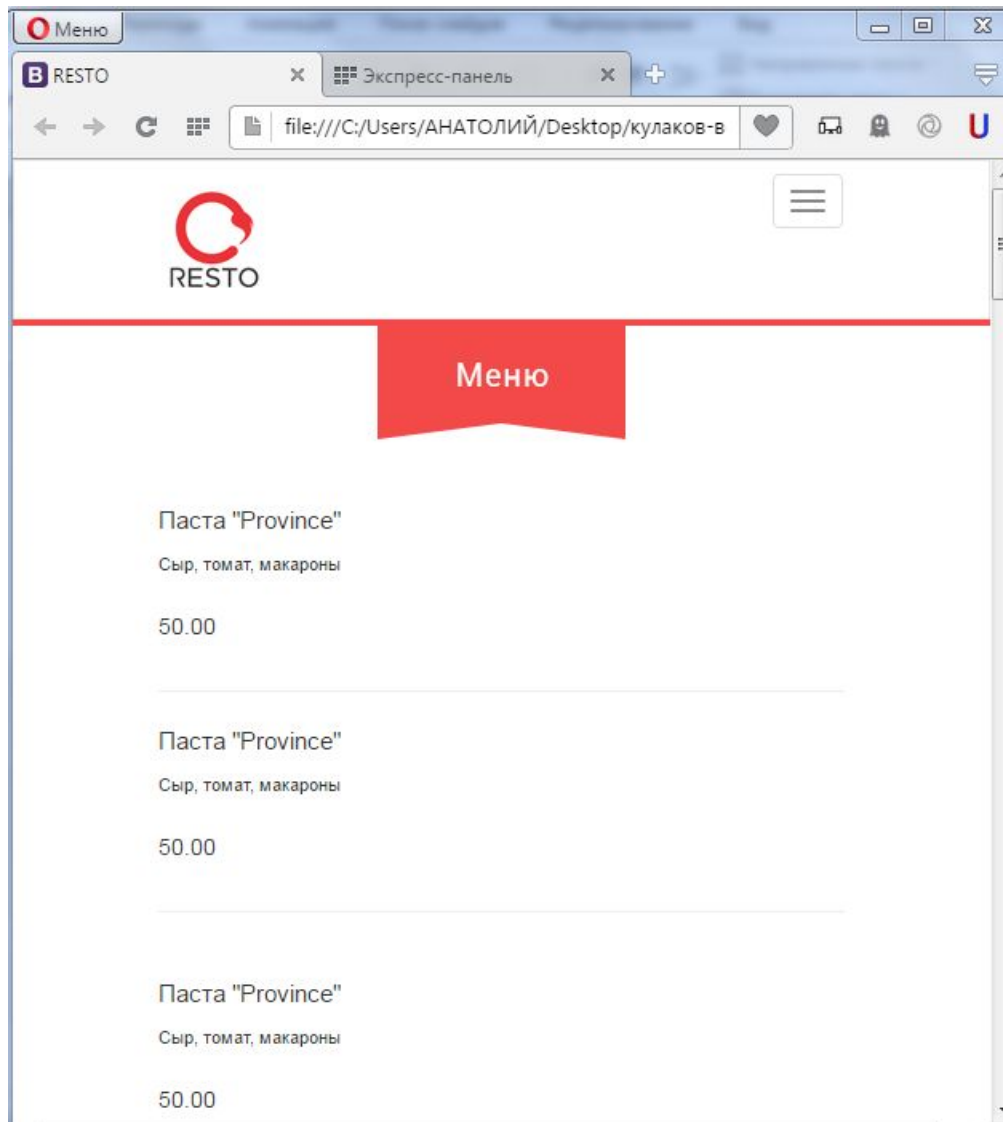 Меню
RESTO
Экспресс-панель
file:///C:/Users/АНАТОЛИЙ/Desktop/кулаков-в
RESTO
Меню
Паста "Province"
Сыр, томат, макароны
50.00
Паста "Province"
Сыр, томат, макароны
50.00
Паста "Province"
Сыр, томат, макароны
50.00